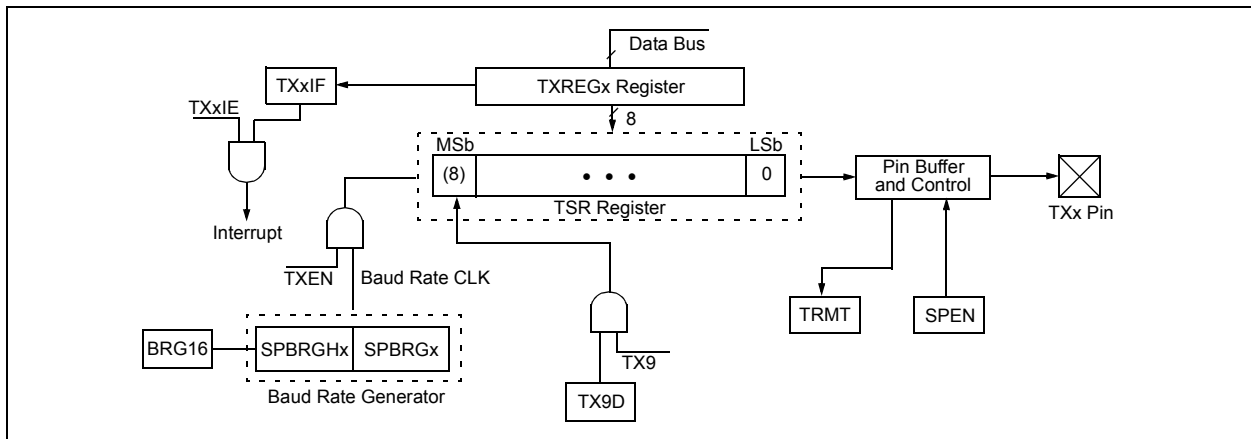 Data Bus
TXxIF
TXREGx Register
TXxIE
8
MSb
LSb
(8)
• • •
0
Pin Buffer
and Control
TSR Register
TXx Pin
Interrupt
TXEN
Baud Rate CLK
TRMT
SPEN
BRG16
SPBRGHx
SPBRGx
TX9
Baud Rate Generator
TX9D